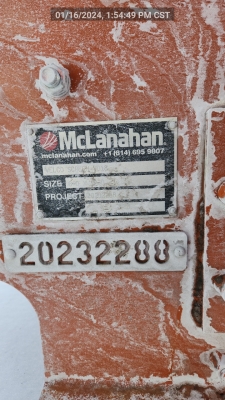 01/16/2024, 1:54:49 PM CST
McLanahan
mclanahan.com +1 (814) 695 9807
SIZE
PROJECT
20232288